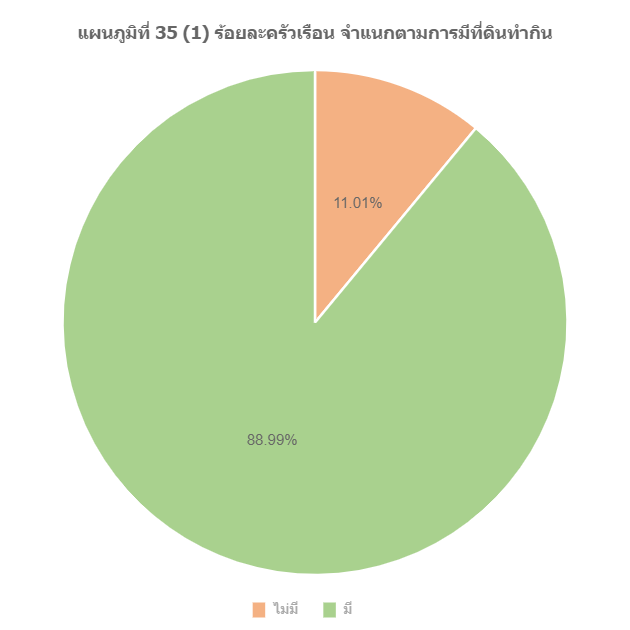 แผนภูมิที่ 35 (1) ร้อยละครัวเรือน จำแนกตามการมีที่ดินทำกิน
11.01%
88.99%
ไม่มี มี